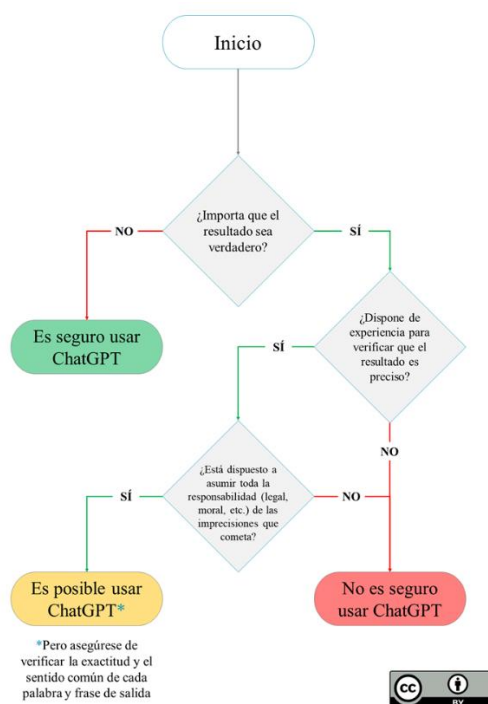 Inicio
¿Importa que el
resultado sea
verdadero?
NO
SÍ
Es seguro usar
ChatGPT
¿Dispone de
experiencia para
verificar que el
resultado es
preciso?
SÍ
NO
¿Está dispuesto a
asumir toda la
responsabilidad (legal,
moral, etc.) de las
imprecisiones que
cometa?
SÍ
NO
Es posible usar
ChatGPT*
No es seguro
usar ChatGPT
*Pero asegúrese de
verificar la exactitud y el
sentido común de cada
palabra y frase de salida
cc
BY